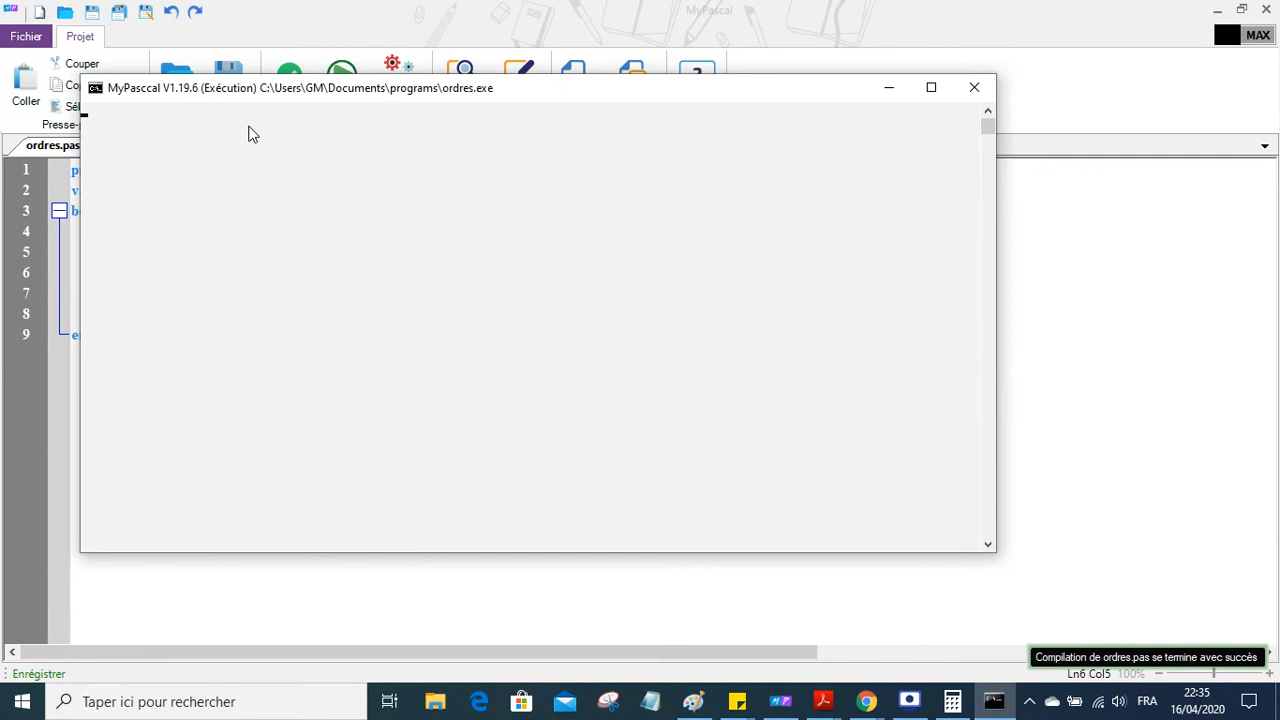 MyPascal
Fichier
Projet
MAX
Couper
Coller
MyPasccal V1.19.6 (Exécution) C:\Users\GM\Documents\programs\ordres.exe
ordres.pas
1
2
3
4
5
6
7
8
9
Compilation de ordres.pas se termine avec succès
Enrégistrer
Ln6 Col5 100%
Taper ici pour rechercher
FRA
22:35
16/04/2020